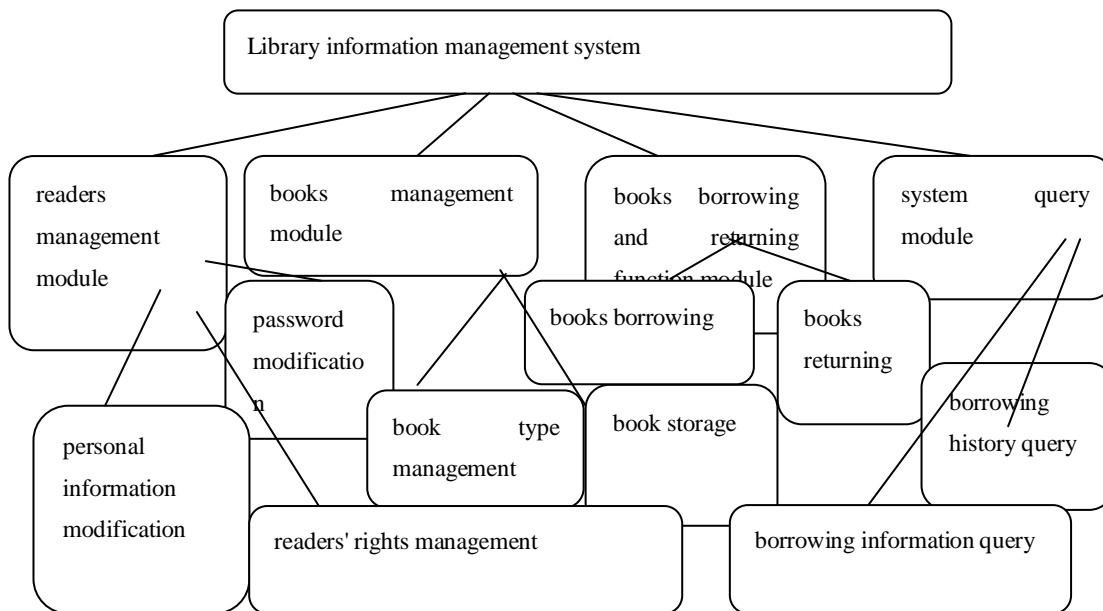 Library information management system
readers
management
module
books management
module
books borrowing
and returning
function module
system query
module
password
modificatio
n
books borrowing
books
returning
personal
information
modification
book type
management
book storage
borrowing
history query
readers' rights management
borrowing information query